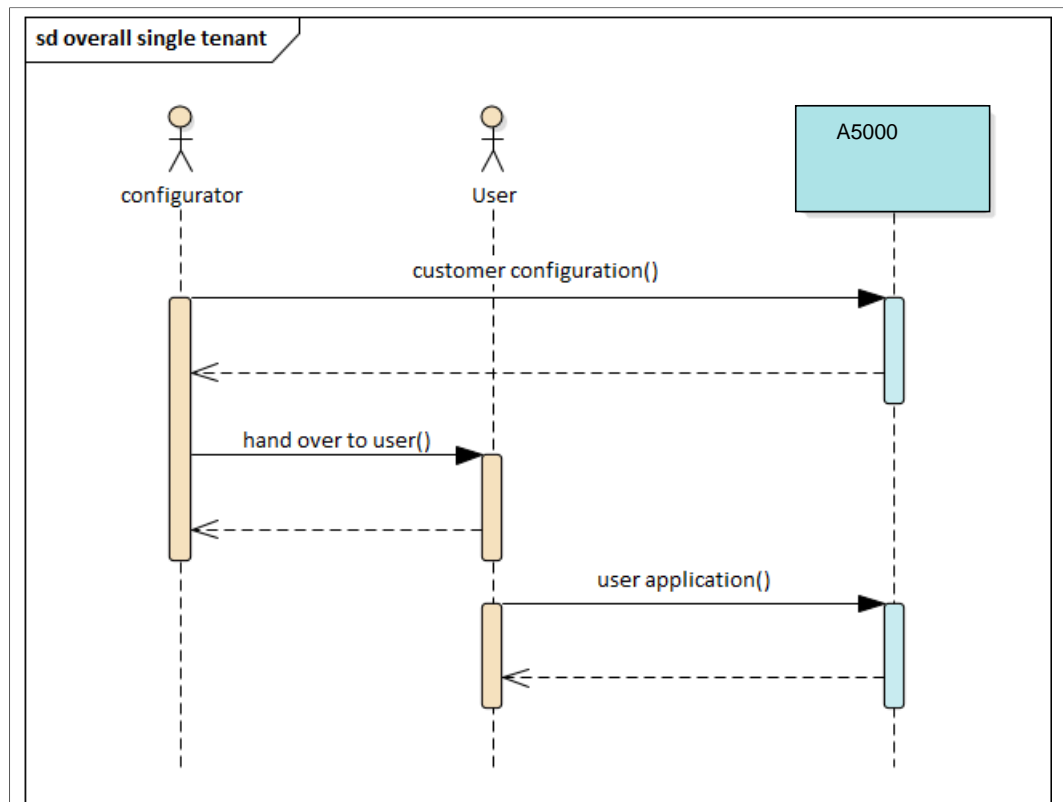 sd overall single tenant
configurator
User
A5000
customer configuration()
hand over to user()
user application()